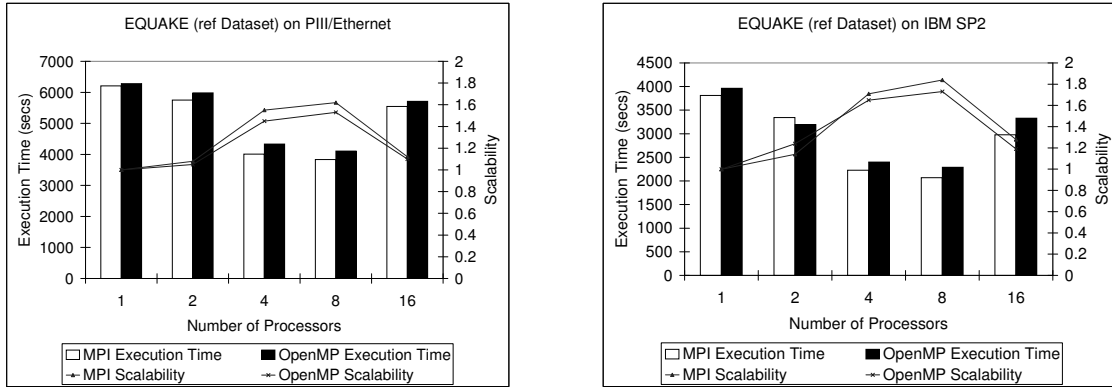 EQUAKE (ref Dataset) on PIII/Ethernet
7000
6000
5000
4000
3000
2000
1000
0
Execution Time (secs)
2
1.8
1.6
1.4
1.2
1
0.8
0.6
0.4
0.2
0
Scalability
1 2 4 8 16
Number of Processors
MPI Execution Time OpenMP Execution Time
MPI Scalability OpenMP Scalability
EQUAKE (ref Dataset) on IBM SP2
4500
4000
3500
3000
2500
2000
1500
1000
500
0
Execution Time (secs)
2
1.8
1.6
1.4
1.2
1
0.8
0.6
0.4
0.2
0
Scalability
1 2 4 8 16
Number of Processors
MPI Execution Time OpenMP Execution Time
MPI Scalability OpenMP Scalability